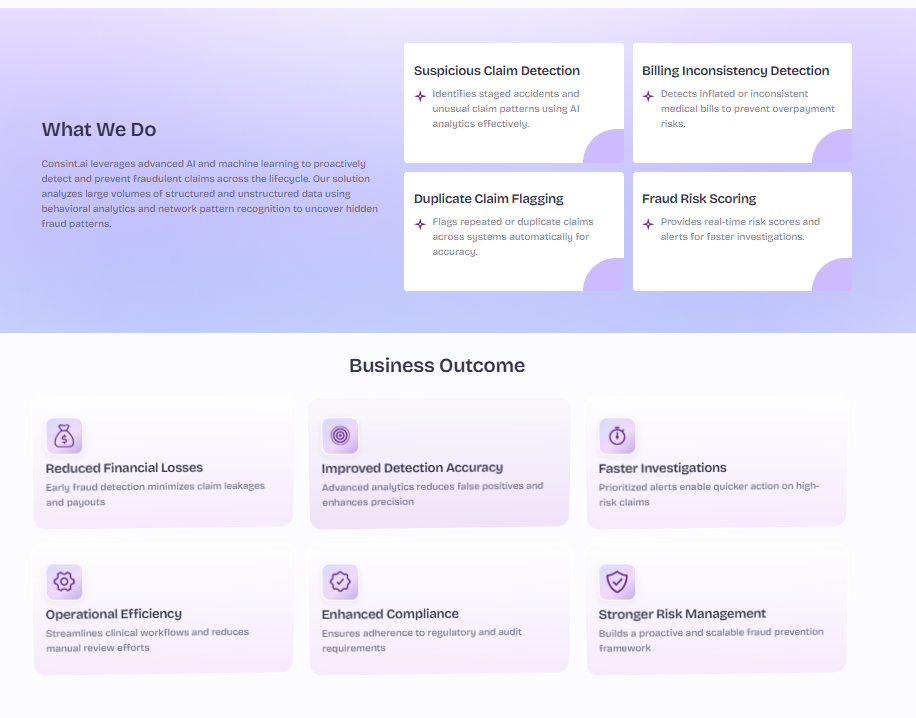 What We Do
Consint.ai leverages advanced AI and machine learning to proactively
detect and prevent fraudulent claims across the lifecycle. Our solution
analyzes large volumes of structured and unstructured data using
behavioral analytics and network pattern recognition to uncover hidden
fraud patterns.
Suspicious Claim Detection
Identifies staged accidents and
unusual claim patterns using AI
analytics effectively.
Billing Inconsistency Detection
Detects inflated or inconsistent
medical bills to prevent overpayment
risks.
Duplicate Claim Flagging
Flags repeated or duplicate claims
across systems automatically for
accuracy.
Fraud Risk Scoring
Provides real-time risk scores and
alerts for faster investigations.
Business Outcome
Reduced Financial Losses
Early fraud detection minimizes claim leakages
and payouts
Improved Detection Accuracy
Advanced analytics reduces false positives and
enhances precision
Faster Investigations
Prioritized alerts enable quicker action on high-
risk claims
Operational Efficiency
Streamlines clinical workflows and reduces
manual review efforts
Enhanced Compliance
Ensures adherence to regulatory and audit
requirements
Stronger Risk Management
Builds a proactive and scalable fraud prevention
framework